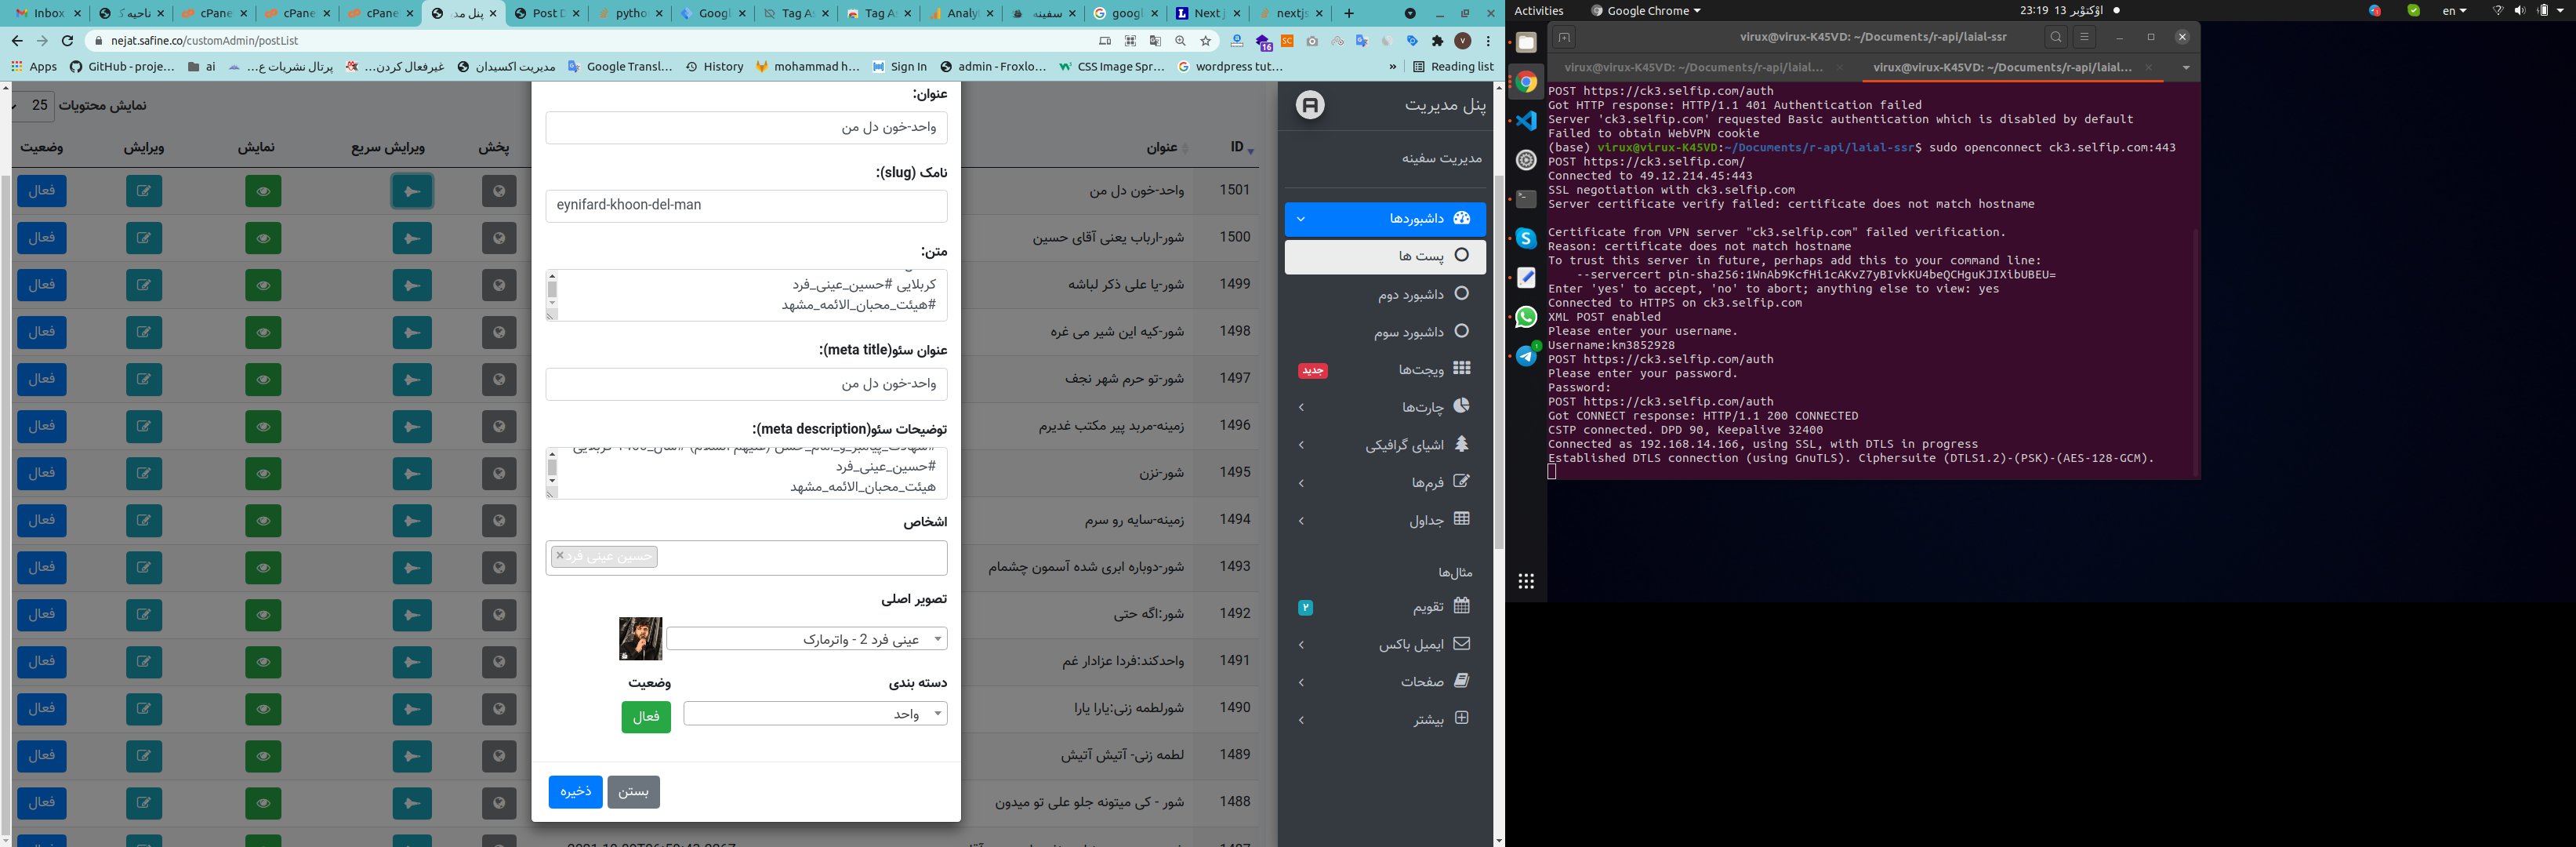 Inbox
cPane
cPane
cPane
پنل مد
Post D
python
Googl
Tag As
Tag As
Analyt
سفینه
googl
Next j
nextjs
nejat.safine.co/customAdmin/postList
Apps
GitHub - proje...
ai
پرتال نشریات ع...
غیرفعال کردن...
مدیریت اکسیدان
Google Transl...
History
mohammad h...
Sign In
admin - Froxlo...
CSS Image Spr...
wordpress tut...
»
Reading list
نمایش محتویات 25
ID
عنوان
پخش
ویرایش سریع
نمایش
ویرایش
وضعیت
1501 واحد-خون دل من فعال
1500 شور-ارباب یعنی آقای حسین فعال
1499 شور-یا علی ذکر لباشه فعال
1498 شور-کیه این شیر می غره فعال
1497 شور-تو حرم شهر نجف فعال
1496 زمینه-مرید پیر مکتب غدیرم فعال
1495 شور-نزن فعال
1494 زمینه-سایه رو سرم فعال
1493 شور-دوباره ابری شده آسمون چشمام فعال
1492 شور:اگه حتی فعال
1491 واحدکند:فردا عزادار غم فعال
1490 شورلطمه زنی:یارا یارا فعال
1489 لطمه زنی- آتیش آتیش فعال
1488 شور - کی میتونه جلو علی تو میدون فعال
عنوان:
واحد-خون دل من
نامک (slug):
eynifard-khoon-del-man
متن:
کربلایی #حسین_عینی_فرد
#هیئت_محبان_الائمه_مشهد
عنوان سئو(meta title):
واحد-خون دل من
توضیحات سئو(meta description):
#حسین_عینی_فرد
هیئت_محبان_الائمه_مشهد
اشخاص
حسین عینی فرد ×
تصویر اصلی
عینی فرد 2 - واترمارک
دسته بندی
وضعیت
واحد
فعال
بستن
ذخیره
پنل مدیریت
مدیریت سفینه
داشبوردها
پست ها
داشبورد دوم
داشبورد سوم
ویجت‌ها جدید
چارت‌ها
اشیای گرافیکی
فرم‌ها
جداول
مثال‌ها
تقویم ۲
ایمیل باکس
صفحات
بیشتر
Activities
Google Chrome
23:19 13 اؤکتوْبر
en
virux@virux-K45VD: ~/Documents/r-api/laial-ssr
virux@virux-K45VD: ~/Documents/r-api/laial...
virux@virux-K45VD: ~/Documents/r-api/laial...
POST https://ck3.selfip.com/auth
Got HTTP response: HTTP/1.1 401 Authentication failed
Server 'ck3.selfip.com' requested Basic authentication which is disabled by default
Failed to obtain WebVPN cookie
(base) virux@virux-K45VD:~/Documents/r-api/laial-ssr$ sudo openconnect ck3.selfip.com:443
POST https://ck3.selfip.com/
Connected to 49.12.214.45:443
SSL negotiation with ck3.selfip.com
Server certificate verify failed: certificate does not match hostname
Certificate from VPN server "ck3.selfip.com" failed verification.
Reason: certificate does not match hostname
To trust this server in future, perhaps add this to your command line:
--servercert pin-sha256:1WnAb9KcfHi1cAKvZ7yBIvkKU4beQCHguKJIXibUBEU=
Enter 'yes' to accept, 'no' to abort; anything else to view: yes
Connected to HTTPS on ck3.selfip.com
XML POST enabled
Please enter your username.
Username:km3852928
POST https://ck3.selfip.com/auth
Please enter your password.
Password:
POST https://ck3.selfip.com/auth
Got CONNECT response: HTTP/1.1 200 CONNECTED
CSTP connected. DPD 90, Keepalive 32400
Connected as 192.168.14.166, using SSL, with DTLS in progress
Established DTLS connection (using GnuTLS). Ciphersuite (DTLS1.2)-(PSK)-(AES-128-GCM).